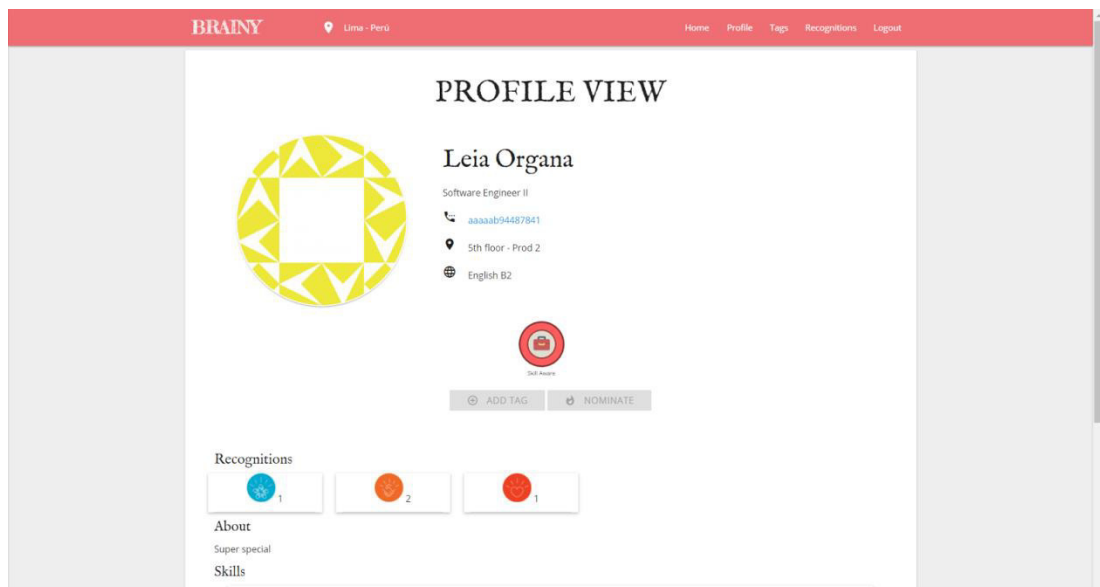 BRAINY Lima - Perú Home Profile Tags Recognitions Logout
PROFILE VIEW
Leia Organa
Software Engineer II
aaaaab94487841
5th floor - Prod 2
English B2
Skill Aware
ADD TAG NOMINATE
Recognitions
1 2 1
About
Super special
Skills